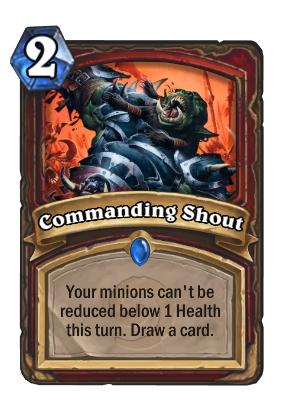 2
Commanding Shout
Your minions can't be
reduced below 1 Health
this turn. Draw a card.